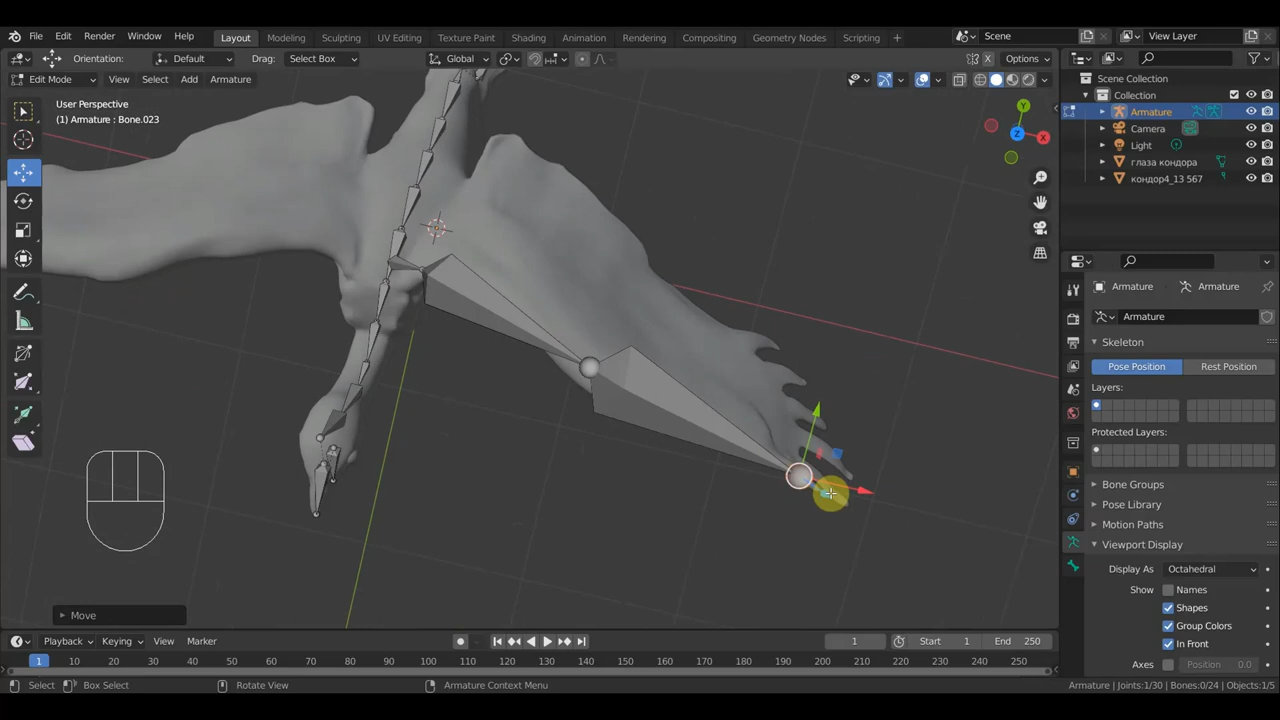 File Edit Render Window Help Layout Modeling Sculpting UV Editing Texture Paint Shading Animation Rendering Compositing Geometry Nodes Scripting + Scene View Layer
Orientation: Default Drag: Select Box Global X Options
Edit Mode View Select Add Armature
User Perspective
(1) Armature : Bone.023
Y
Z X
Scene Collection
Collection
Armature
Camera
Light
глаза кондора
кондор4_13 567
Armature Armature
Armature
Skeleton
Pose Position Rest Position
Layers:
Protected Layers:
Bone Groups
Pose Library
Motion Paths
Viewport Display
Display As Octahedral
Show Names
Shapes
Group Colors
In Front
Axes Position 0.0
Move
Playback Keying View Marker 1 Start 1 End 250
1 10 20 30 40 50 60 70 80 90 100 110 120 130 140 150 160 170 180 190 200 210 220 230 240 250
Select Box Select Rotate View Armature Context Menu Armature | Joints:1/30 | Bones:0/24 | Objects:1/5